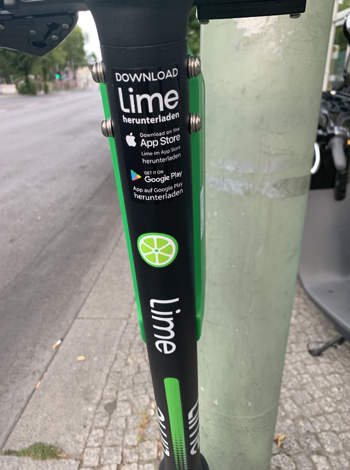 DOWNLOAD
Lime
herunterladen
Download on the
App Store
Lime im App Store
herunterladen
GET IT ON
Google Play
App auf Google Play
herunterladen
Lime